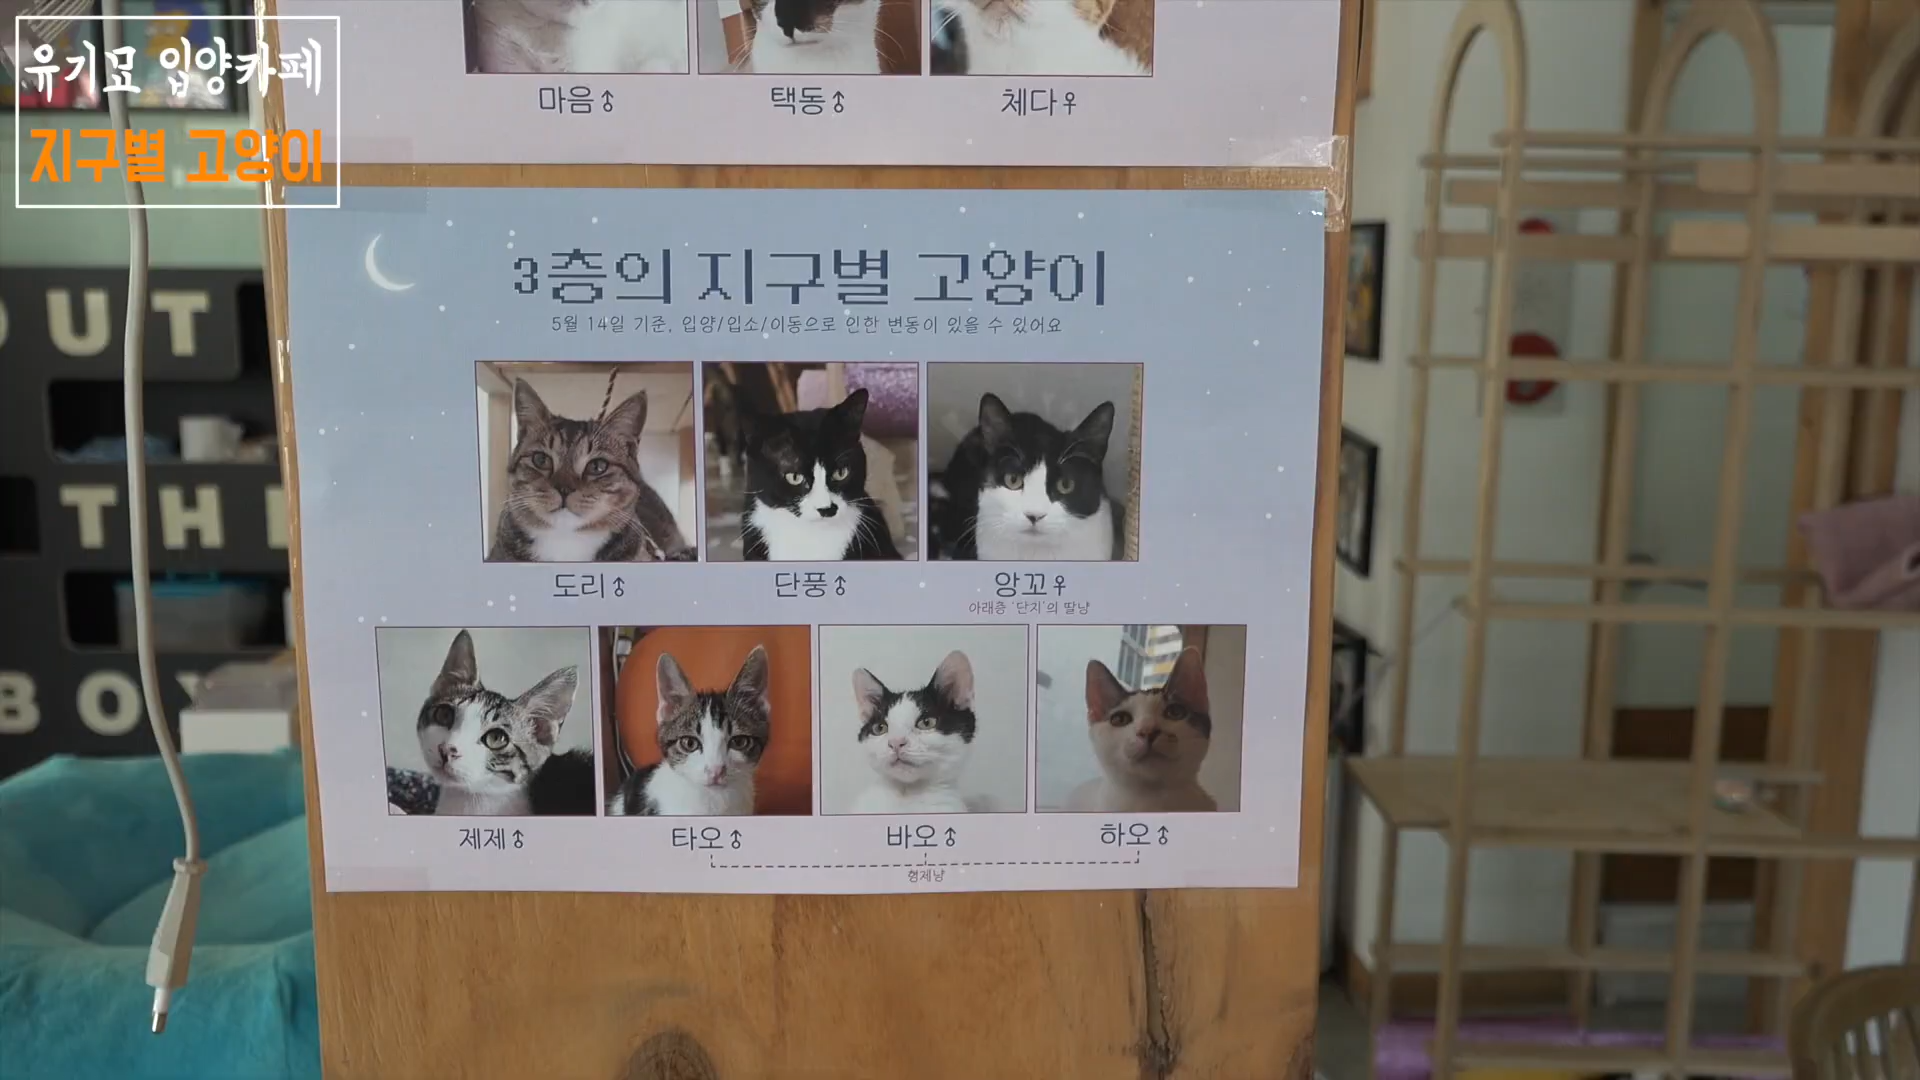 유기묘 입양카페
지구별 고양이
마음♂ 택동♂ 체다♀
3층의 지구별 고양이
5월 14일 기준, 입양/입소/이동으로 인한 변동이 있을 수 있어요
도리♂ 단풍♂ 앙꼬♀
아래층 '단지'의 딸냥
제제♂ 타오♂ 바오♂ 하오♂
형제냥
OUT
THE
BOX